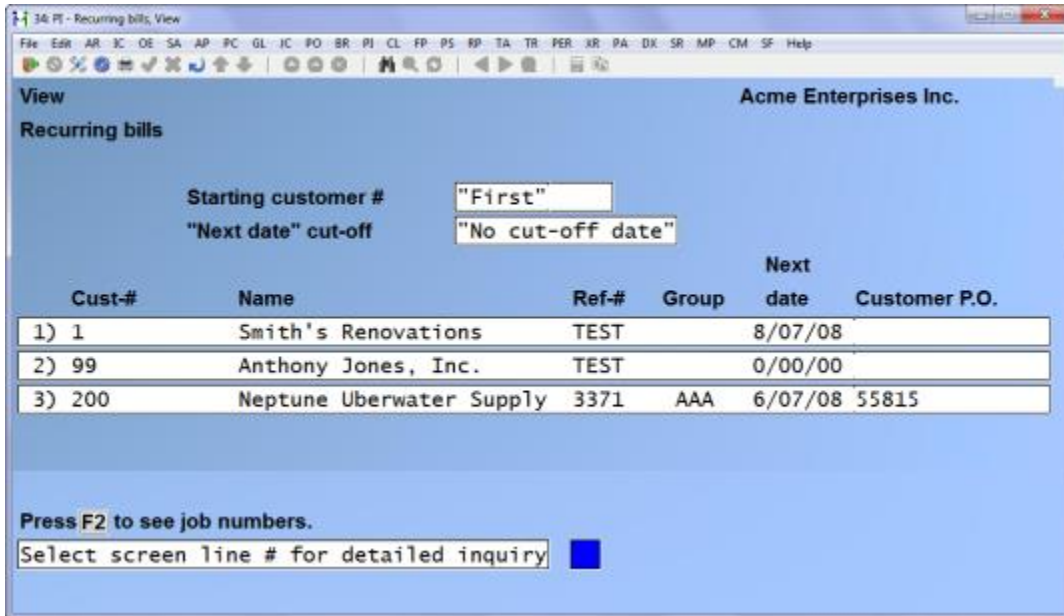 34: PI - Recurring bills, View
File Edit AR IC OE SA AP PC GL JC PO BR PJ CL FP PS RP TA TR PER XR PA DX SR MP CM SF Help
View Acme Enterprises Inc.
Recurring bills
Starting customer # "First"
"Next date" cut-off "No cut-off date"
Next
Cust-# Name Ref-# Group date Customer P.O.
1) 1 Smith's Renovations TEST 8/07/08
2) 99 Anthony Jones, Inc. TEST 0/00/00
3) 200 Neptune Uberwater Supply 3371 AAA 6/07/08 55815
Press F2 to see job numbers.
Select screen line # for detailed inquiry